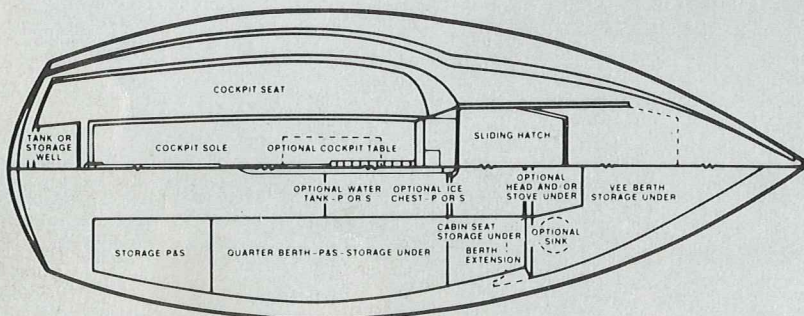 COCKPIT SEAT
TANK OR
STORAGE
WELL
COCKPIT SOLE
OPTIONAL COCKPIT TABLE
SLIDING HATCH
OPTIONAL WATER
TANK-P OR S
OPTIONAL ICE
CHEST-P OR S
OPTIONAL
HEAD AND/OR
STOVE UNDER
VEE BERTH
STORAGE UNDER
STORAGE P&S
QUARTER BERTH-P&S-STORAGE UNDER
CABIN SEAT
STORAGE UNDER
BERTH
EXTENSION
OPTIONAL
SINK